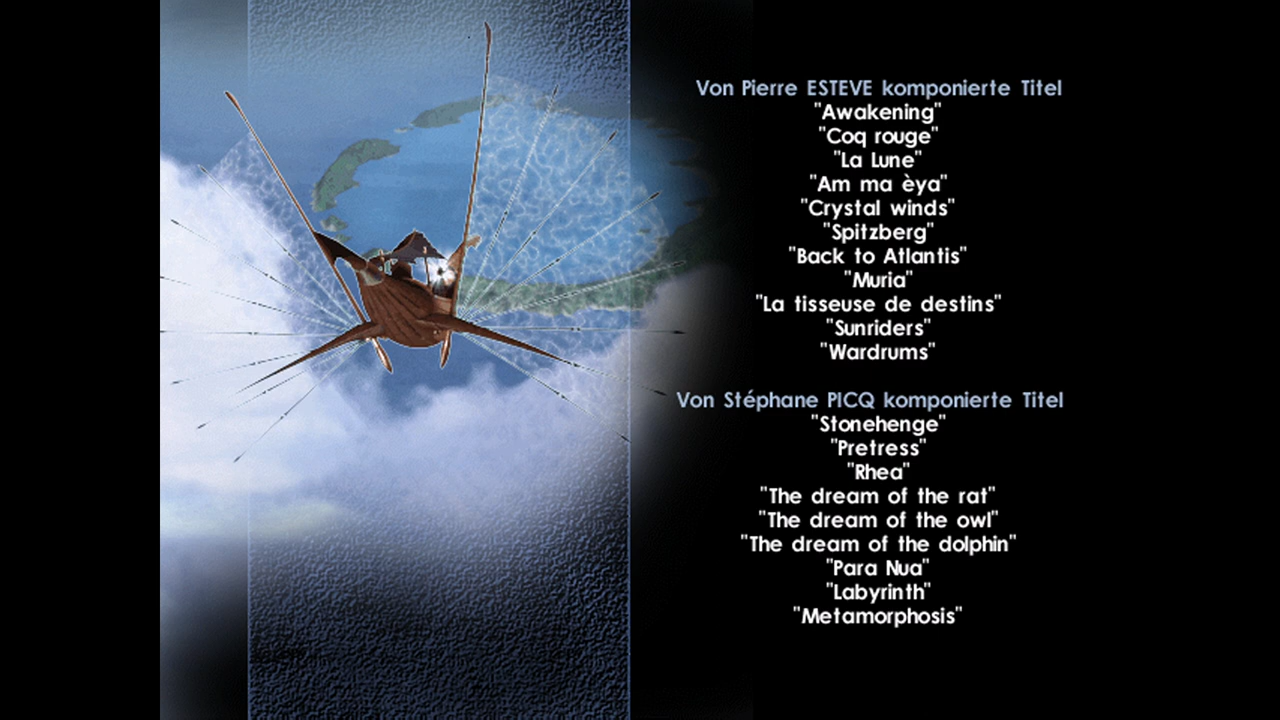 Von Pierre ESTEVE komponierte Titel
"Awakening"
"Coq rouge"
"La Lune"
"Am ma èya"
"Crystal winds"
"Spitzberg"
"Back to Atlantis"
"Muria"
"La tisseuse de destins"
"Sunriders"
"Wardrums"
Von Stéphane PICQ komponierte Titel
"Stonehenge"
"Pretress"
"Rhea"
"The dream of the rat"
"The dream of the owl"
"The dream of the dolphin"
"Para Nua"
"Labyrinth"
"Metamorphosis"